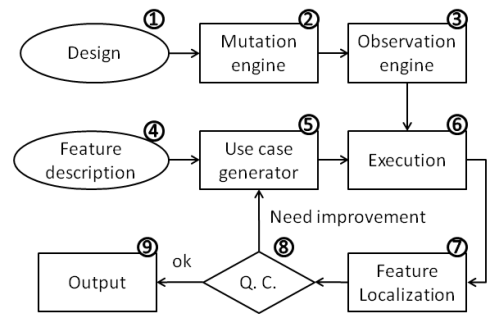 ① ② ③
Design
Mutation
engine
Observation
engine
④ ⑤ ⑥
Feature
description
Use case
generator
Execution
Need improvement
⑨ ⑧ ⑦
ok
Output
Q. C.
Feature
Localization